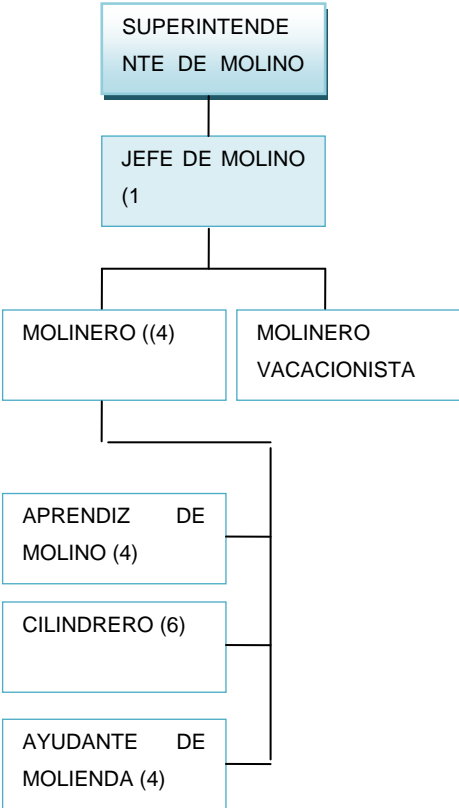 SUPERINTENDE
NTE DE MOLINO
JEFE DE MOLINO
(1
MOLINERO ((4)
MOLINERO
VACACIONISTA
APRENDIZ DE
MOLINO (4)
CILINDRERO (6)
AYUDANTE DE
MOLIENDA (4)